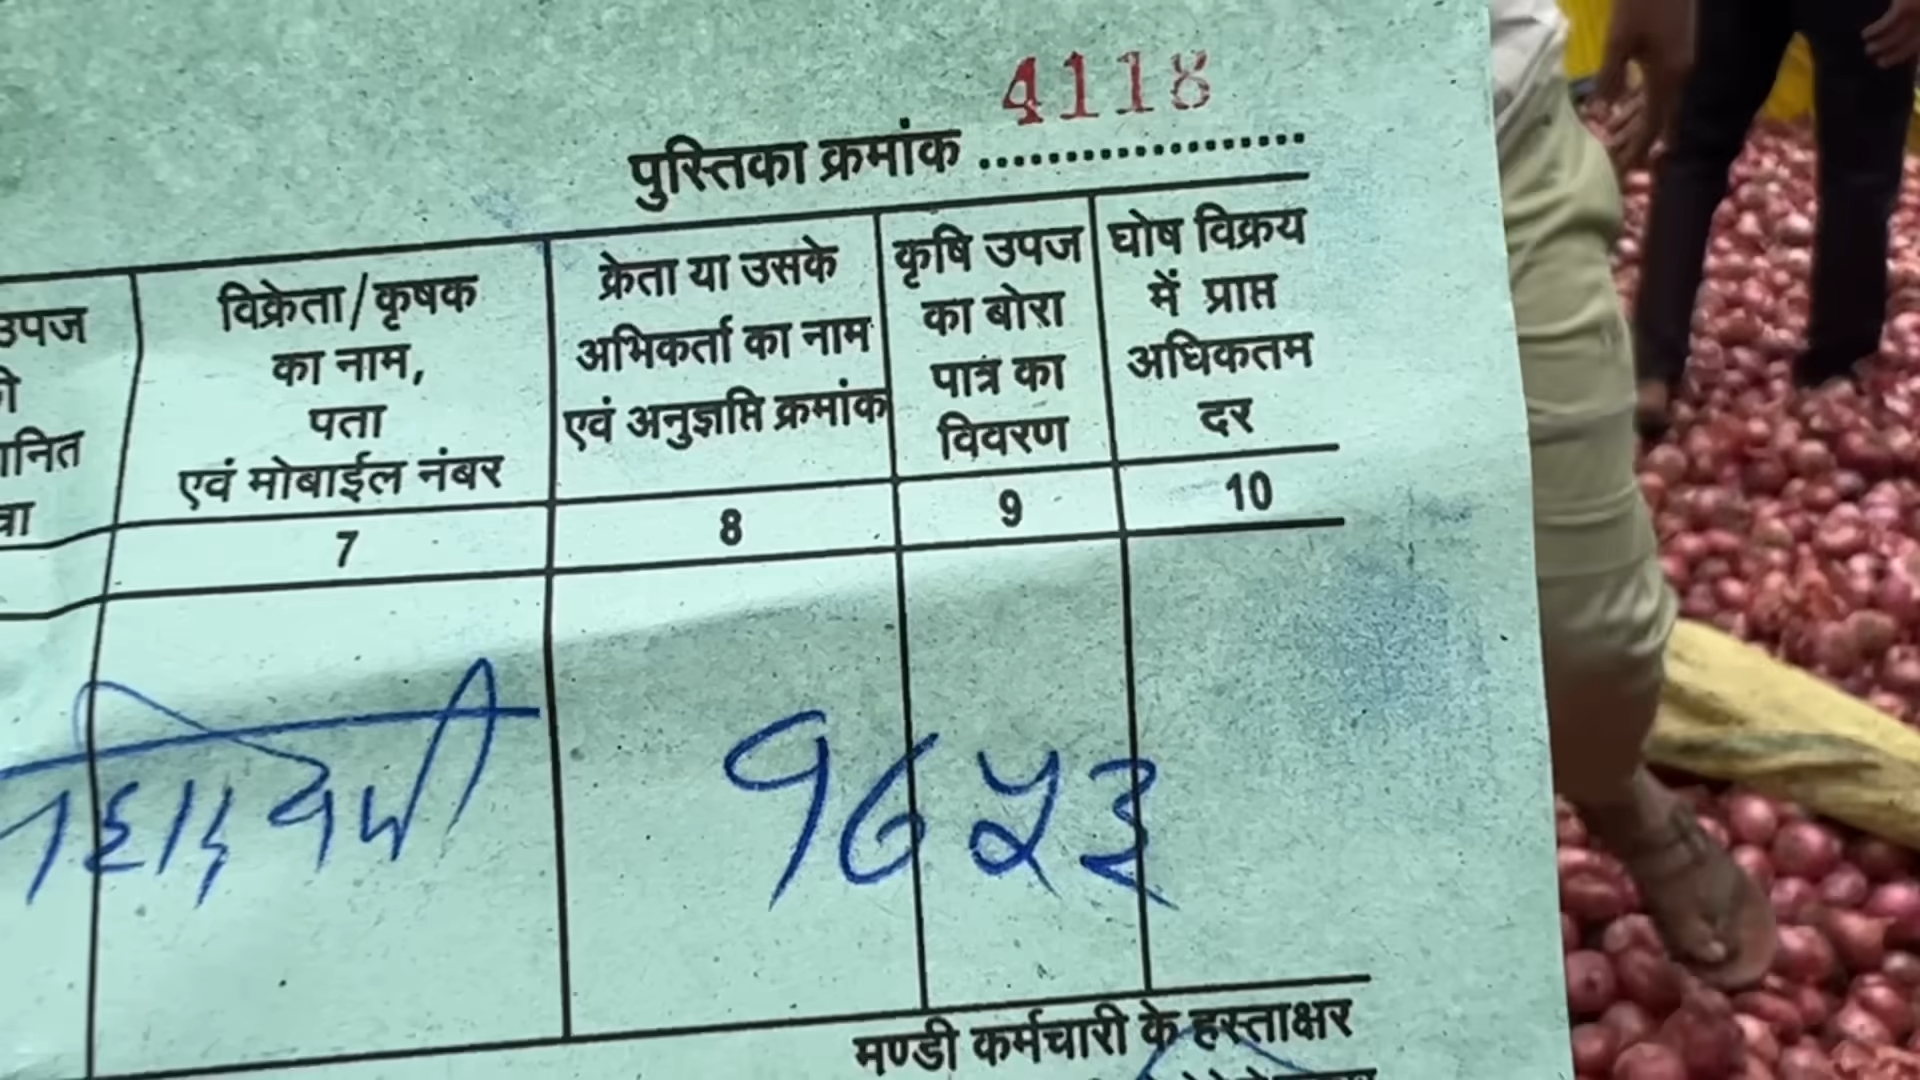 4118
पुस्तिका क्रमांक ....................
उपज
विक्रेता/कृषक
का नाम,
पता
एवं मोबाईल नंबर
क्रेता या उसके
अभिकर्ता का नाम
एवं अनुज्ञप्ति क्रमांक
कृषि उपज
का बोरा
पात्र का
विवरण
घोष विक्रय
में प्राप्त
अधिकतम
दर
7
8
9
10
१८५३
मण्डी कर्मचारी के हस्ताक्षर